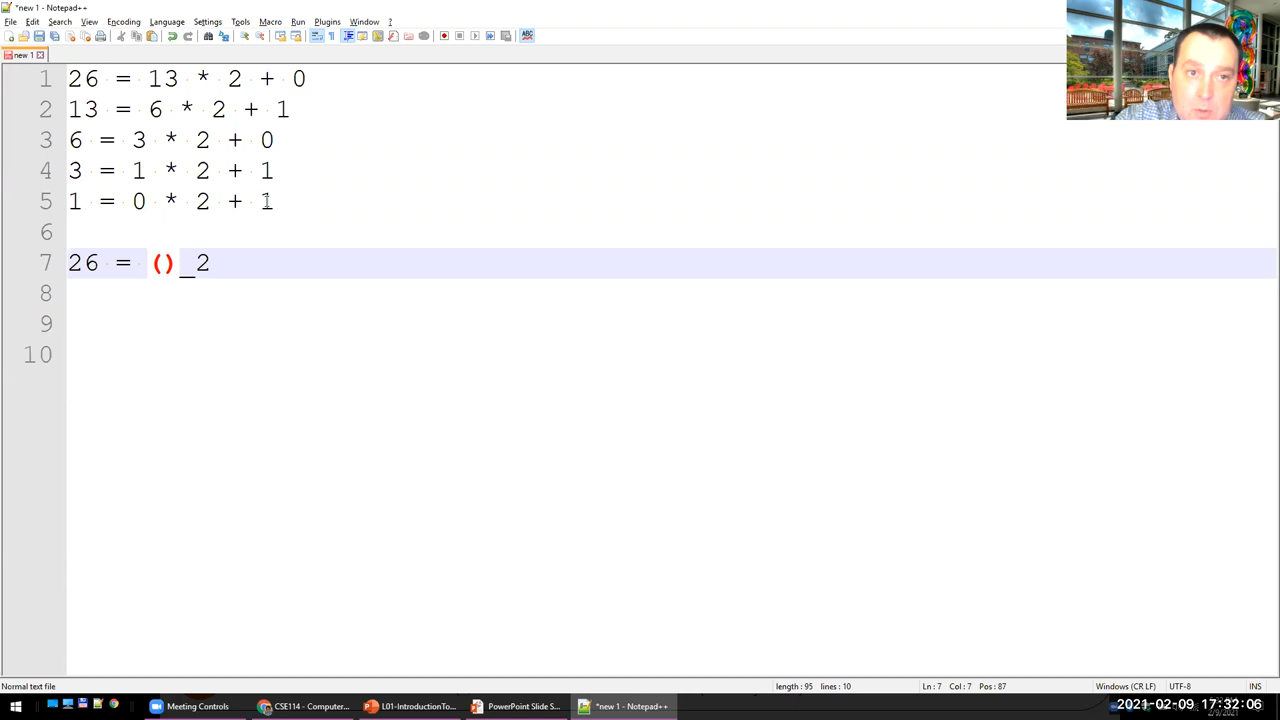 *new 1 - Notepad++
File Edit Search View Encoding Language Settings Tools Macro Run Plugins Window ?
new 1
1 26 = 13 * 2 + 0
2 13 = 6 * 2 + 1
3 6 = 3 * 2 + 0
4 3 = 1 * 2 + 1
5 1 = 0 * 2 + 1
6
7 26 = ()_2
8
9
10
Normal text file length : 95 lines : 10 Ln : 7 Col : 7 Pos : 87 Windows (CR LF) UTF-8 INS
Meeting Controls CSE114 - Computer... L01-IntroductionTo... PowerPoint Slide S... *new 1 - Notepad++ 2021-02-09 17:32:06
2/9/2021